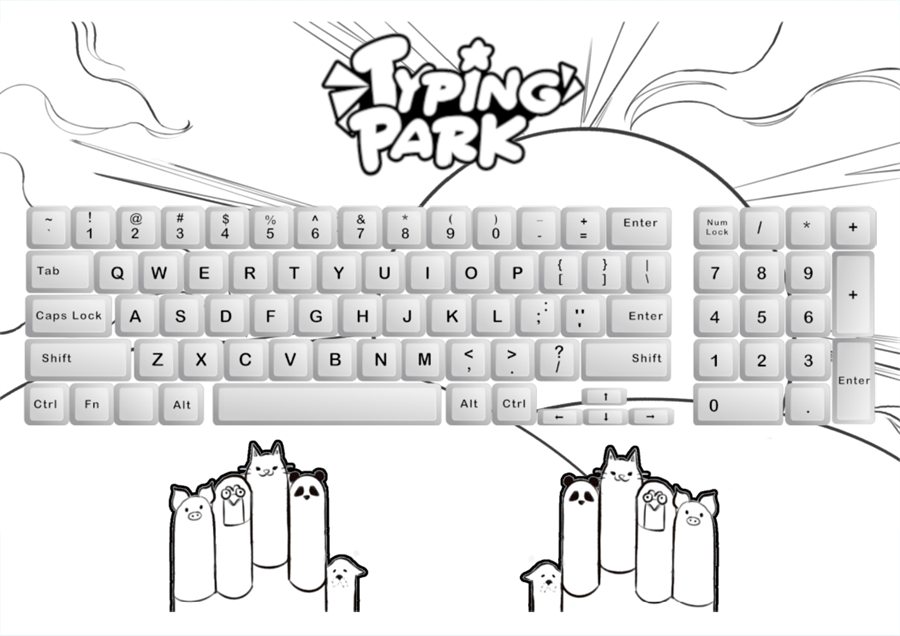 TYPING
PARK
~ ! @ # $ % ^ & * ( ) _ + Enter Num Lock / * +
` 1 2 3 4 5 6 7 8 9 0 - =
Tab Q W E R T Y U I O P { [ } ] | \ 7 8 9 +
Caps Lock A S D F G H J K L : ; " ' Enter 4 5 6
Shift Z X C V B N M < , > . ? / Shift 1 2 3 Enter
Ctrl Fn Alt Alt Ctrl ← ↑ ↓ → 0 .